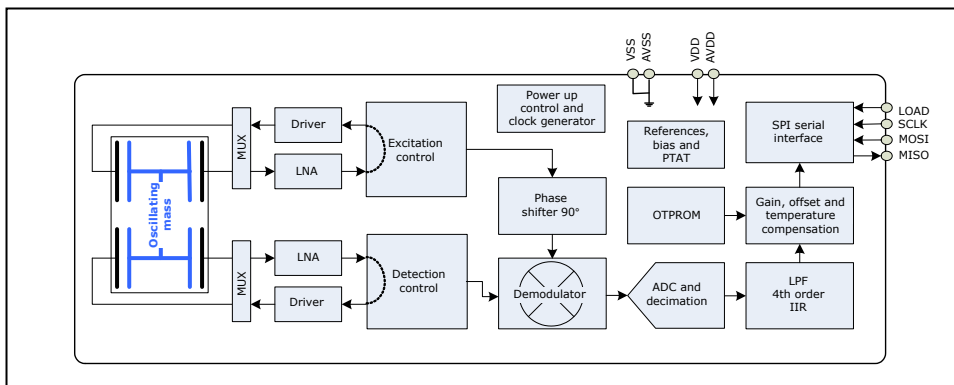 VSS
AVSS
VDD
AVDD
Power up
control and
clock generator
References,
bias and
PTAT
SPI serial
interface
LOAD
SCLK
MOSI
MISO
MUX
Driver
LNA
Excitation
control
Oscillating
mass
Phase
shifter 90°
OTPROM
Gain, offset and
temperature
compensation
MUX
LNA
Driver
Detection
control
Demodulator
ADC and
decimation
LPF
4th order
IIR